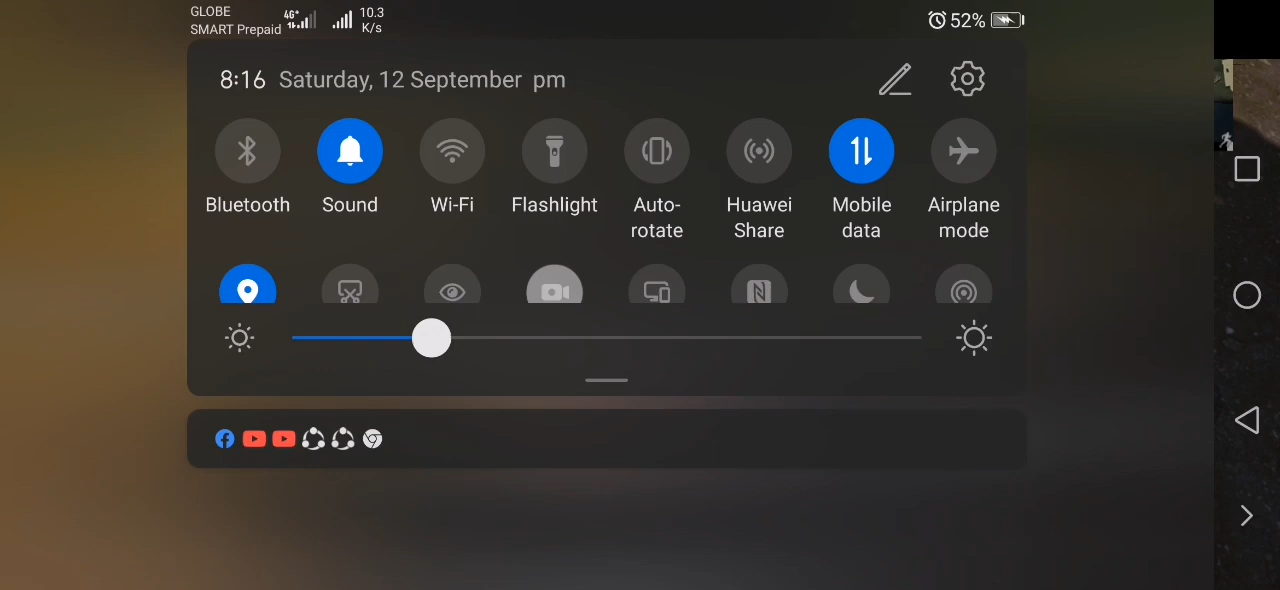 GLOBE
SMART Prepaid
4G+
10.3
K/s
52%
8:16 Saturday, 12 September pm
Bluetooth
Sound
Wi-Fi
Flashlight
Auto-
rotate
Huawei
Share
Mobile
data
Airplane
mode